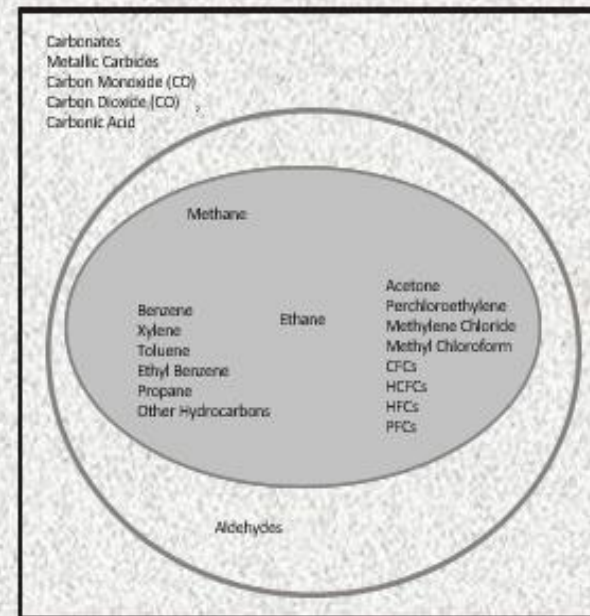 Carbonates
Metallic Carbides
Carbon Monoxide (CO)
Carbon Dioxide (CO)
2
Carbonic Acid
Methane
Benzene
Xylene
Toluene
Ethyl Benzene
Propane
Other Hydrocarbons
Ethane
Acetone
Perchloroethylene
Methylene Chloride
Methyl Chloroform
CFCs
HCFCs
HFCs
PFCs
Aldehydes